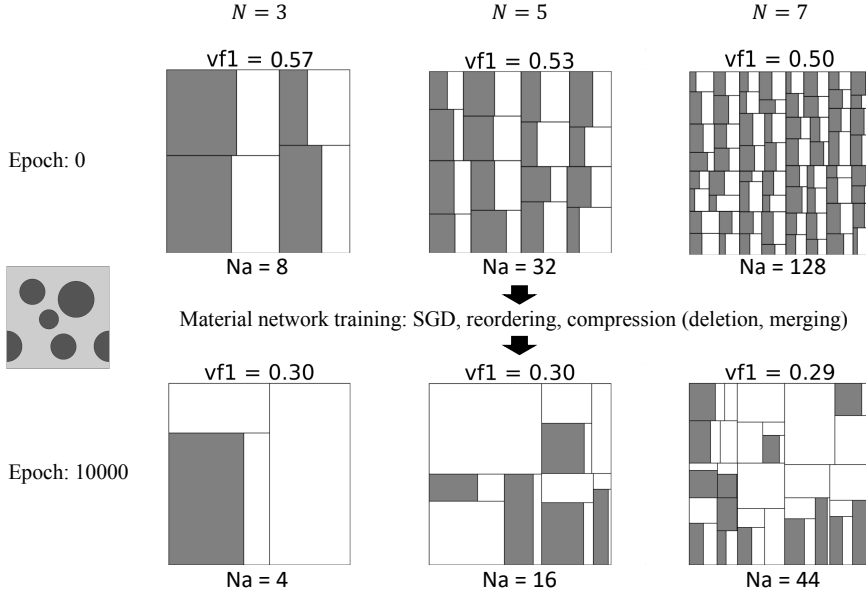 N = 3 N = 5 N = 7
vf1 = 0.57 vf1 = 0.53 vf1 = 0.50
Epoch: 0
Na = 8 Na = 32 Na = 128
Material network training: SGD, reordering, compression (deletion, merging)
vf1 = 0.30 vf1 = 0.30 vf1 = 0.29
Epoch: 10000
Na = 4 Na = 16 Na = 44